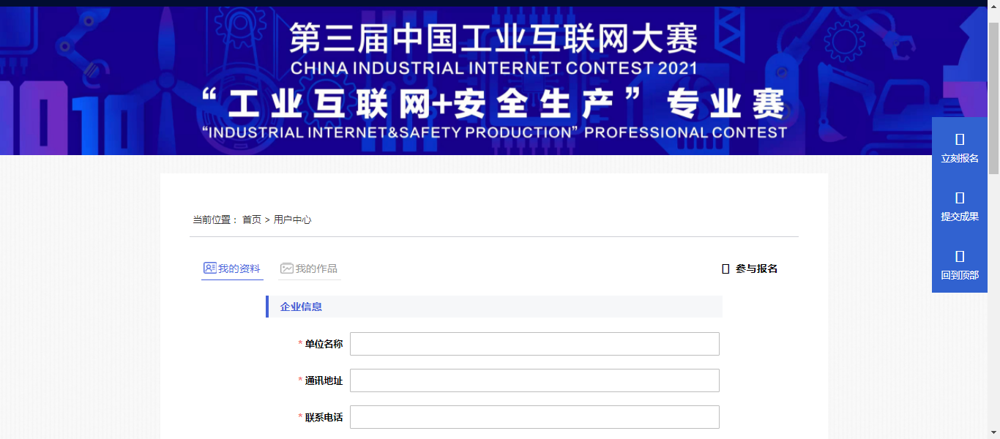 第三届中国工业互联网大赛
CHINA INDUSTRIAL INTERNET CONTEST 2021
“工业互联网+安全生产”专业赛
“INDUSTRIAL INTERNET&SAFETY PRODUCTION” PROFESSIONAL CONTEST
立刻报名
提交成果
回到顶部
当前位置： 首页 > 用户中心
我的资料 我的作品 参与报名
企业信息
* 单位名称
* 通讯地址
* 联系电话